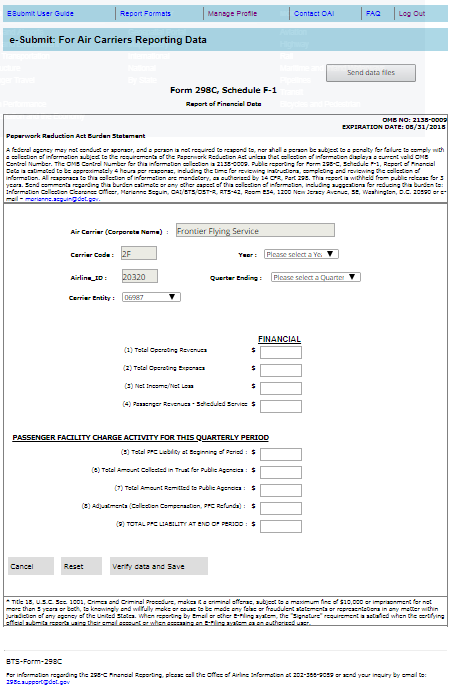 ESubmit User Guide Report Formats Manage Profile Contact OAI FAQ Log Out
e-Submit: For Air Carriers Reporting Data
Send data files
Form 298C, Schedule F-1
Report of Financial Data
OMB NO: 2138-0009
EXPIRATION DATE: 08/31/2018
Paperwork Reduction Act Burden Statement
A federal agency may not conduct or sponsor, and a person is not required to respond to, nor shall a person be subject to a penalty for failure to comply with
a collection of information subject to the requirements of the Paperwork Reduction Act unless that collection of information displays a current valid OMB
Control Number. The OMB Control Number for this information collection is 2138-0009. Public reporting for Form 298-C, Schedule F-1, Report of Financial
Data is estimated to be approximately 4 hours per response, including the time for reviewing instructions, completing and reviewing the collection of
information. All responses to this collection of information are mandatory, as authorized by 14 CFR, Part 298. This report is withheld from public release for 3
years. Send comments regarding this burden estimate or any other aspect of this collection of information, including suggestions for reducing this burden to:
Information Collection Clearance Officer, Marianne Seguin, OAI/BTS/OST-R, RTS-42, Room E34, 1200 New Jersey Avenue, SE, Washington, D.C. 20590 or e-
mail - marianne.seguin@dot.gov.
Air Carrier (Corporate Name) : Frontier Flying Service
Carrier Code : 2F Year : Please select a Ye
Airline_ID : 20320 Quarter Ending : Please select a Quarter
Carrier Entity : 06987
FINANCIAL
(1) Total Operating Revenues $
(2) Total Operating Expenses $
(3) Net Income/Net Loss $
(4) Passenger Revenues - Scheduled Service $
PASSENGER FACILITY CHARGE ACTIVITY FOR THIS QUARTERLY PERIOD
(5) Total PFC Liability at Beginning of Period : $
(6) Total Amount Collected in Trust for Public Agencies : $
(7) Total Amount Remitted to Public Agencies : $
(8) Adjustments (Collection Compensation, PFC Refunds) : $
(9) TOTAL PFC LIABILITY AT END OF PERIOD : $
Cancel Reset Verify data and Save
* Title 18, U.S.C. Sec. 1001, Crimes and Criminal Procedure, makes it a criminal offense, subject to a maximum fine of $10,000 or imprisonment for not
more than 5 years or both, to knowingly and willfully make or cause to be made any false or fraudulent statements or representations in any matter within
jurisdiction of any agency of the United States. When reporting by Email or other E-Filing system, the "Signature" requirement is satisfied when the certifying
official submits reports using their email account or when accessing an E-Filing system as an authorised user.
BTS-Form-298C
For information regarding the 298-C Financial Reporting, please call the Office of Airline Information at 202-366-9059 or send your inquiry by email to:
298c.support@dot.gov